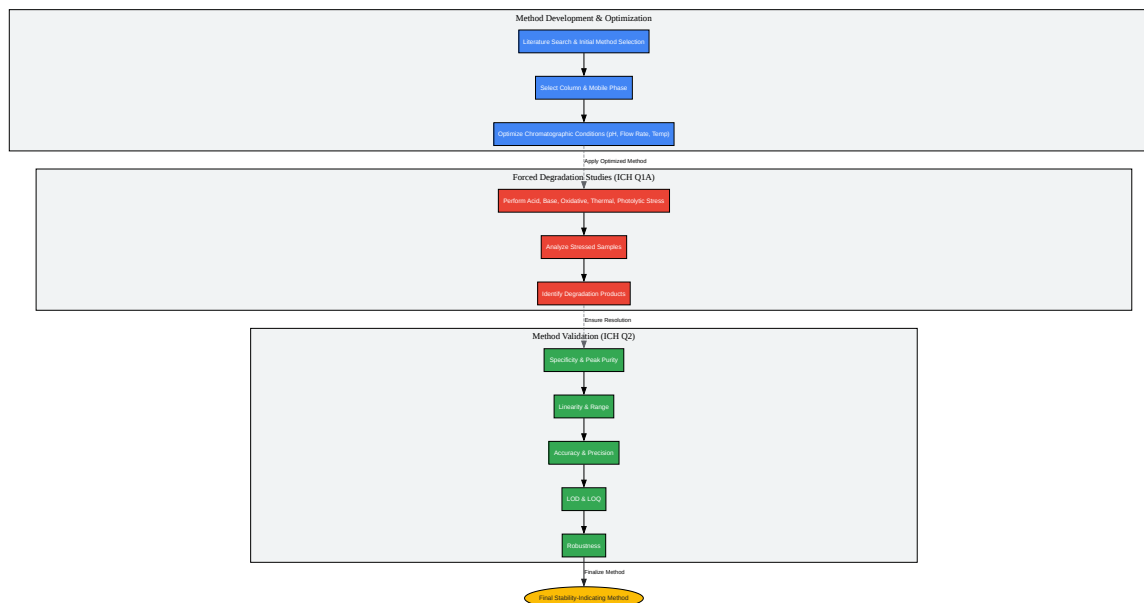 Method Development & Optimization
Literature Search & Initial Method Selection
Select Column & Mobile Phase
Optimize Chromatographic Conditions (pH, Flow Rate, Temp)
Apply Optimized Method
Forced Degradation Studies (ICH Q1A)
Perform Acid, Base, Oxidative, Thermal, Photolytic Stress
Analyze Stressed Samples
Identify Degradation Products
Ensure Resolution
Method Validation (ICH Q2)
Specificity & Peak Purity
Linearity & Range
Accuracy & Precision
LOD & LOQ
Robustness
Finalize Method
Final Stability-Indicating Method